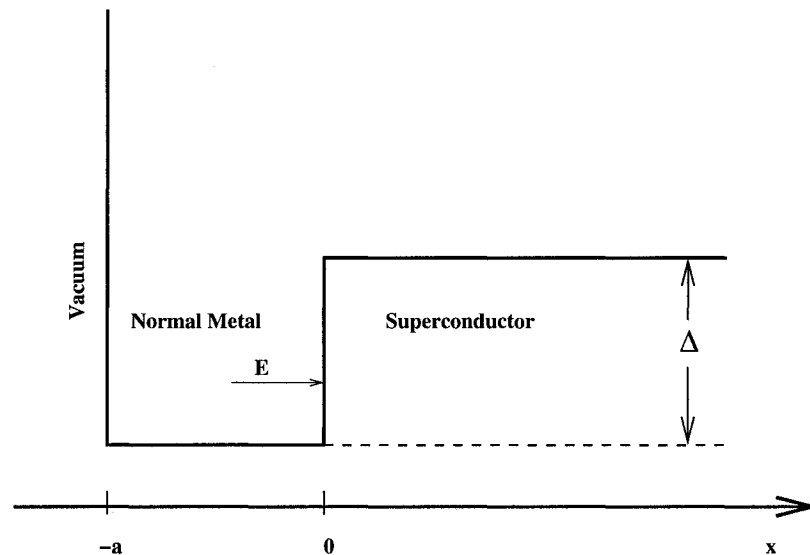 Vacuum
Normal Metal
Superconductor
Δ
E
-a
0
x